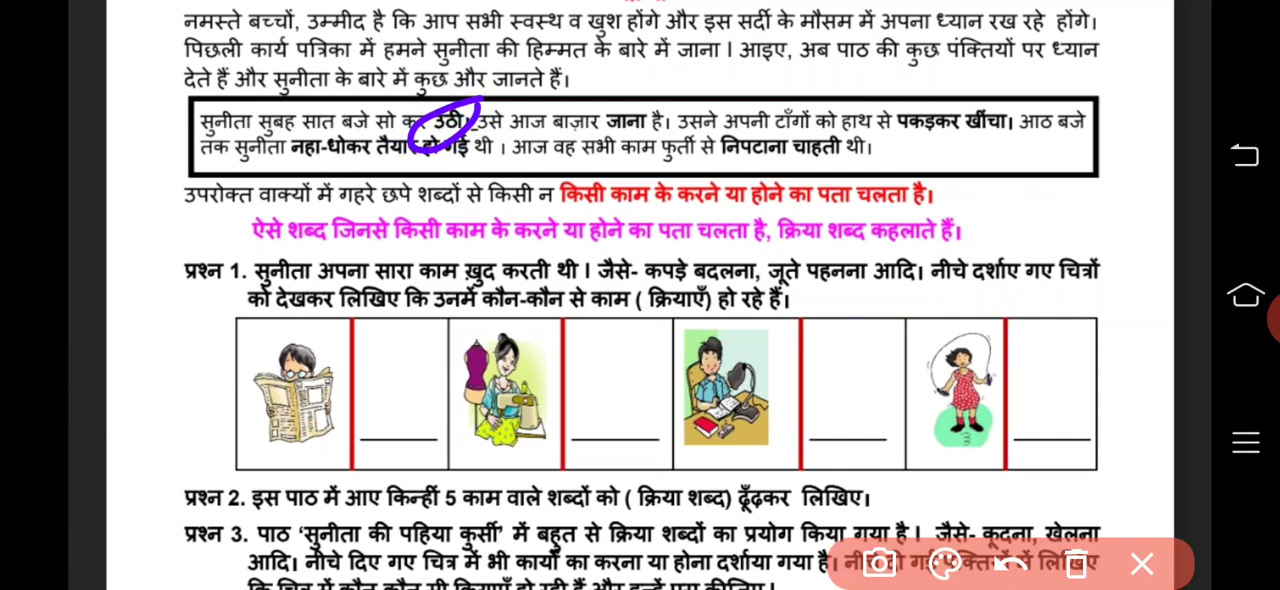 नमस्ते बच्चों, उम्मीद है कि आप सभी स्वस्थ व खुश होंगे और इस सर्दी के मौसम में अपना ध्यान रख रहे होंगे।
पिछली कार्य पत्रिका में हमने सुनीता की हिम्मत के बारे में जाना । आइए, अब पाठ की कुछ पंक्तियों पर ध्यान
देते हैं और सुनीता के बारे में कुछ और जानते हैं।
सुनीता सुबह सात बजे सो कर उठी। उसे आज बाज़ार जाना है। उसने अपनी टाँगों को हाथ से पकड़कर खींचा। आठ बजे
तक सुनीता नहा-धोकर तैयार हो गई थी । आज वह सभी काम फुर्ती से निपटाना चाहती थी।
उपरोक्त वाक्यों में गहरे छपे शब्दों से किसी न किसी काम के करने या होने का पता चलता है।
ऐसे शब्द जिनसे किसी काम के करने या होने का पता चलता है, क्रिया शब्द कहलाते हैं।
प्रश्न 1. सुनीता अपना सारा काम ख़ुद करती थी । जैसे- कपड़े बदलना, जूते पहनना आदि। नीचे दर्शाए गए चित्रों
को देखकर लिखिए कि उनमें कौन-कौन से काम ( क्रियाएँ) हो रहे हैं।
प्रश्न 2. इस पाठ में आए किन्हीं 5 काम वाले शब्दों को ( क्रिया शब्द) ढूँढ़कर लिखिए।
प्रश्न 3. पाठ ‘सुनीता की पहिया कुर्सी’ में बहुत से क्रिया शब्दों का प्रयोग किया गया है । जैसे- कूदना, खेलना
आदि। नीचे दिए गए चित्र में भी कार्यों का करना या होना दर्शाया गया है। नीचे दी गई पंक्तियों में लिखिए
कि चित्र में कौन कौन सी क्रियाएँ हो रही हैं और